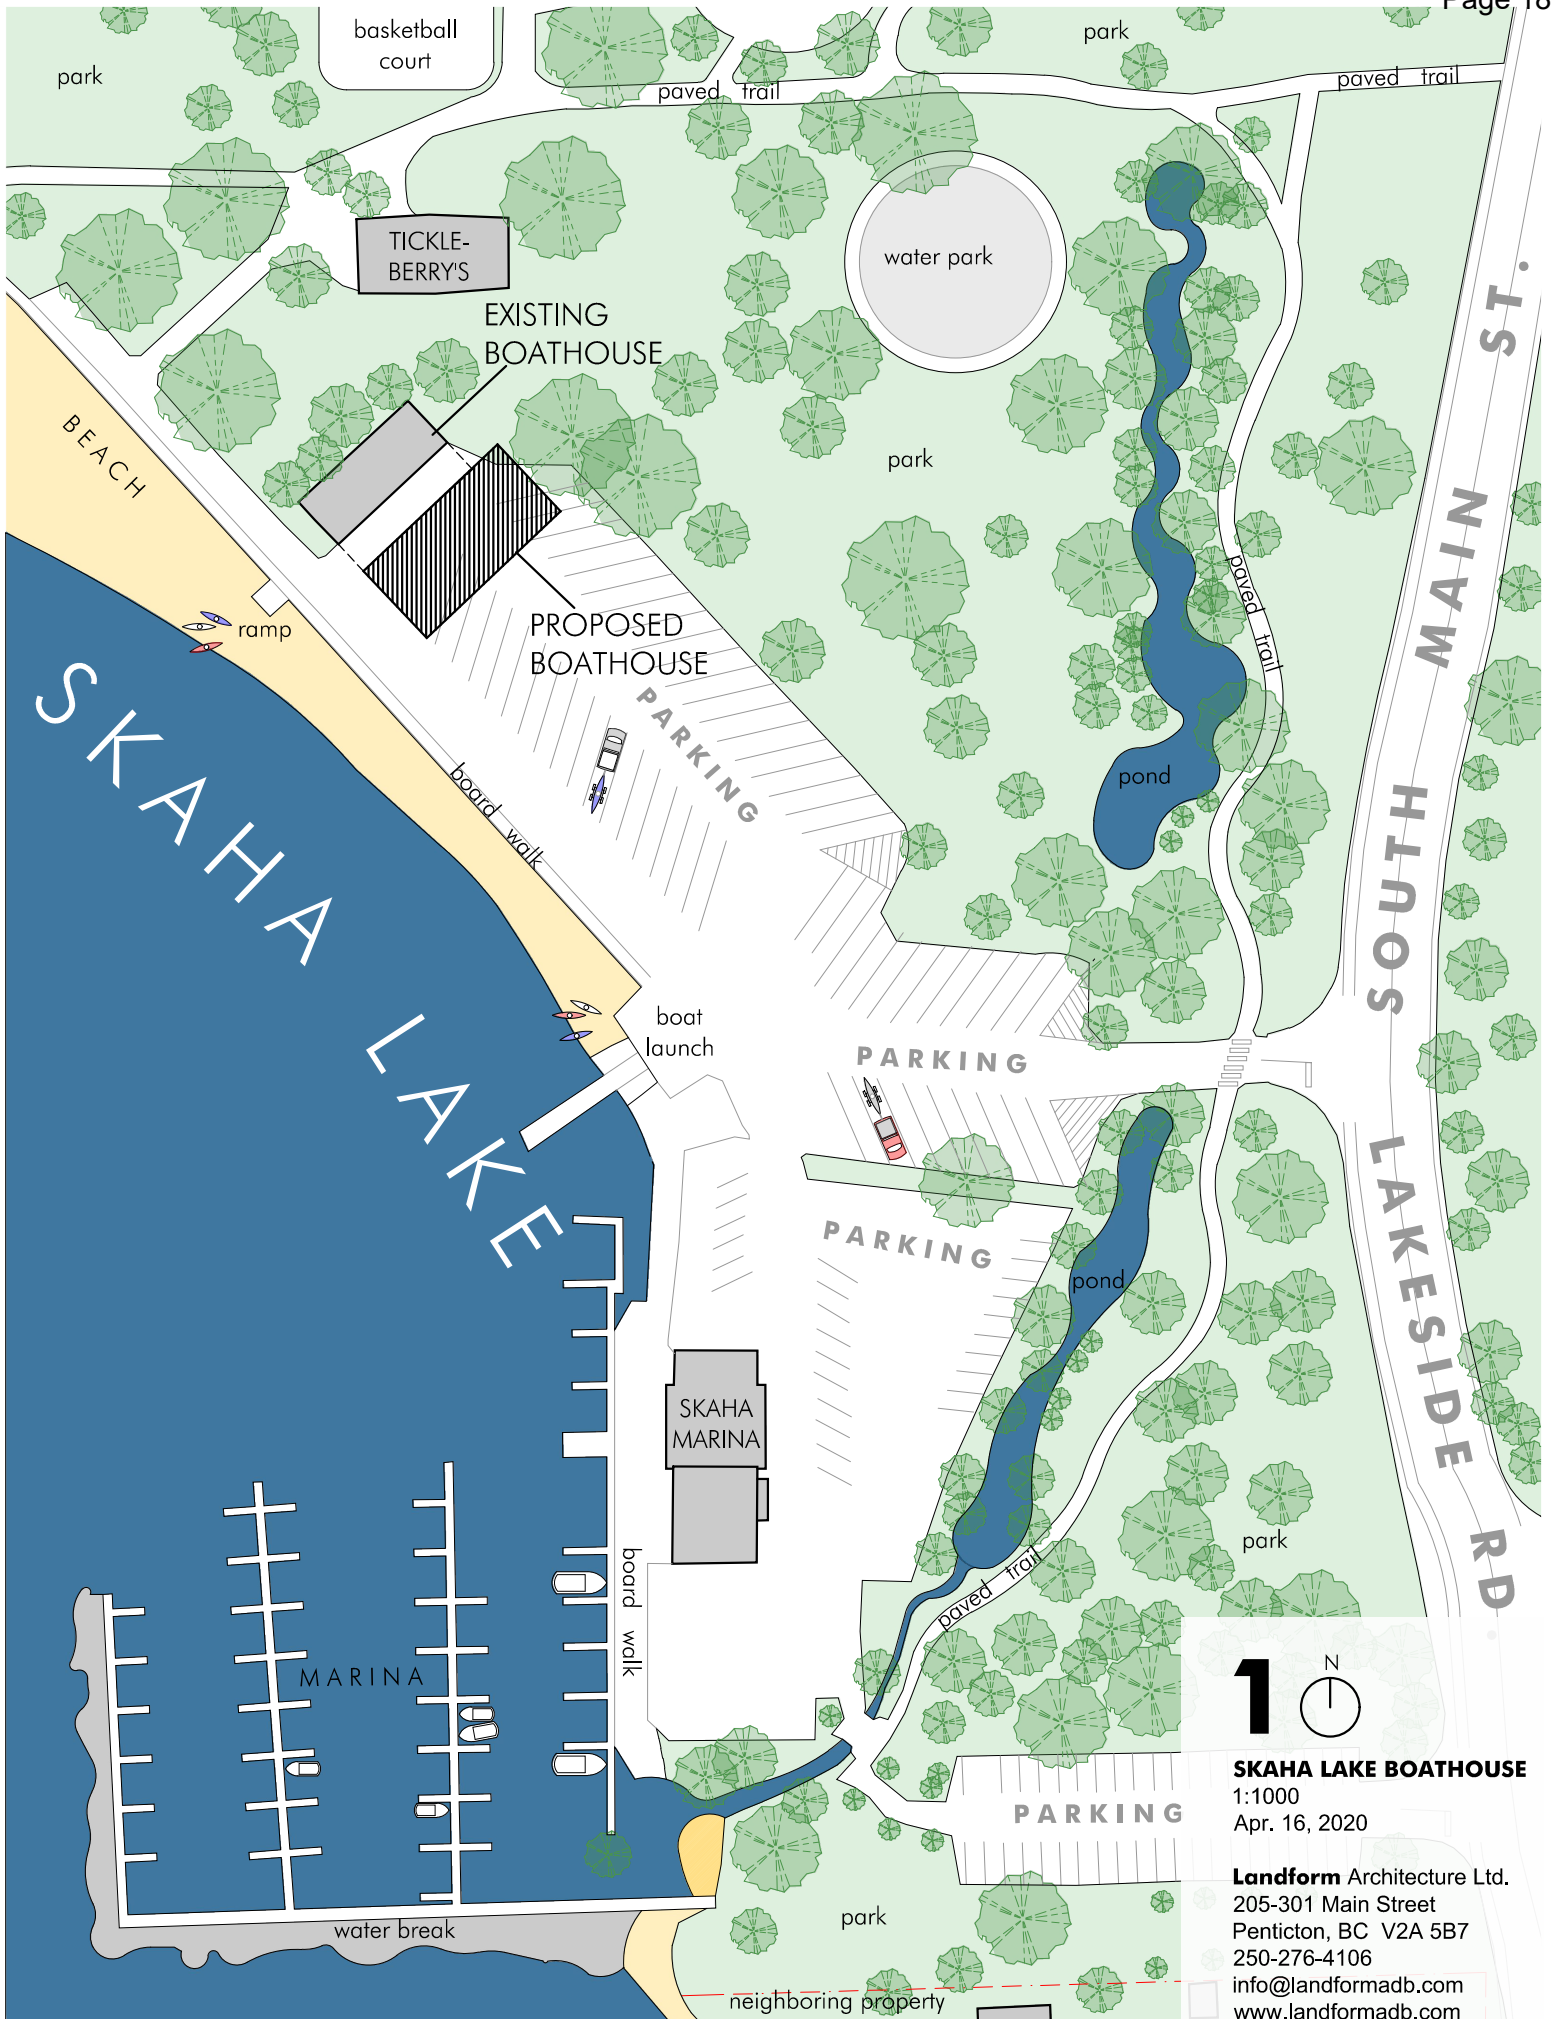 Page 18
basketball
court
park
park
paved trail
paved trail
TICKLE-
BERRY'S
water park
EXISTING
BOATHOUSE
BEACH
park
SOUTH MAIN ST.
paved trail
ramp
PROPOSED
BOATHOUSE
PARKING
SKAHA LAKE
board walk
pond
boat
launch
PARKING
PARKING
pond
SOUTH LAKESIDE RD.
SKAHA
MARINA
park
board walk
paved trail
MARINA
PARKING
water break
park
neighboring property
1
N
SKAHA LAKE BOATHOUSE
1:1000
Apr. 16, 2020
Landform Architecture Ltd.
205-301 Main Street
Penticton, BC V2A 5B7
250-276-4106
info@landformadb.com
www.landformadb.com